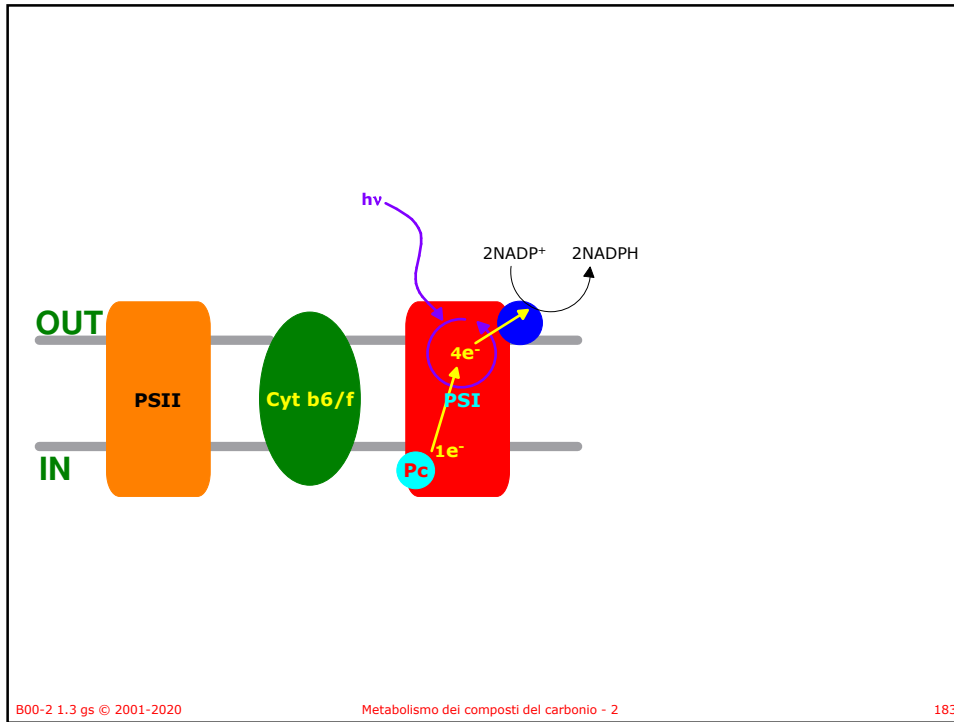 hν
2NADP⁺ 2NADPH
OUT
4e⁻
PSII Cyt b6/f PSI
1e⁻
IN Pc
B00-2 1.3 gs © 2001-2020 Metabolismo dei composti del carbonio - 2 183